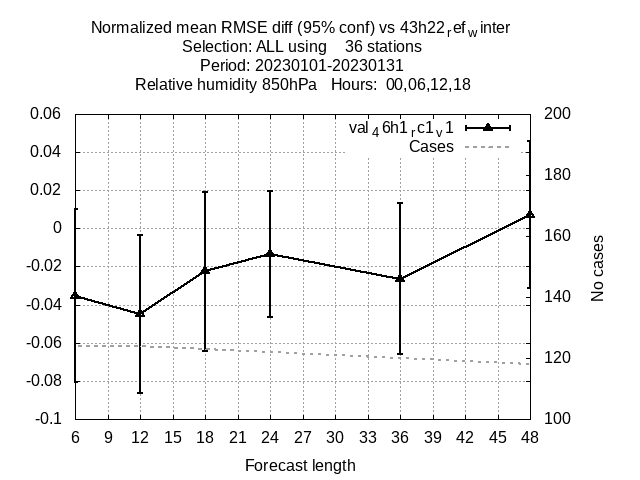 Normalized mean RMSE diff (95% conf) vs 43h22refwinter
Selection: ALL using    36 stations
Period: 20230101-20230131
Relative humidity 850hPa   Hours:  00,06,12,18
val46h1rc1v1
Cases
0.06
0.04
0.02
0
-0.02
-0.04
-0.06
-0.08
-0.1
200
180
160
140
120
100
No cases
6 9 12 15 18 21 24 27 30 33 36 39 42 45 48
Forecast length